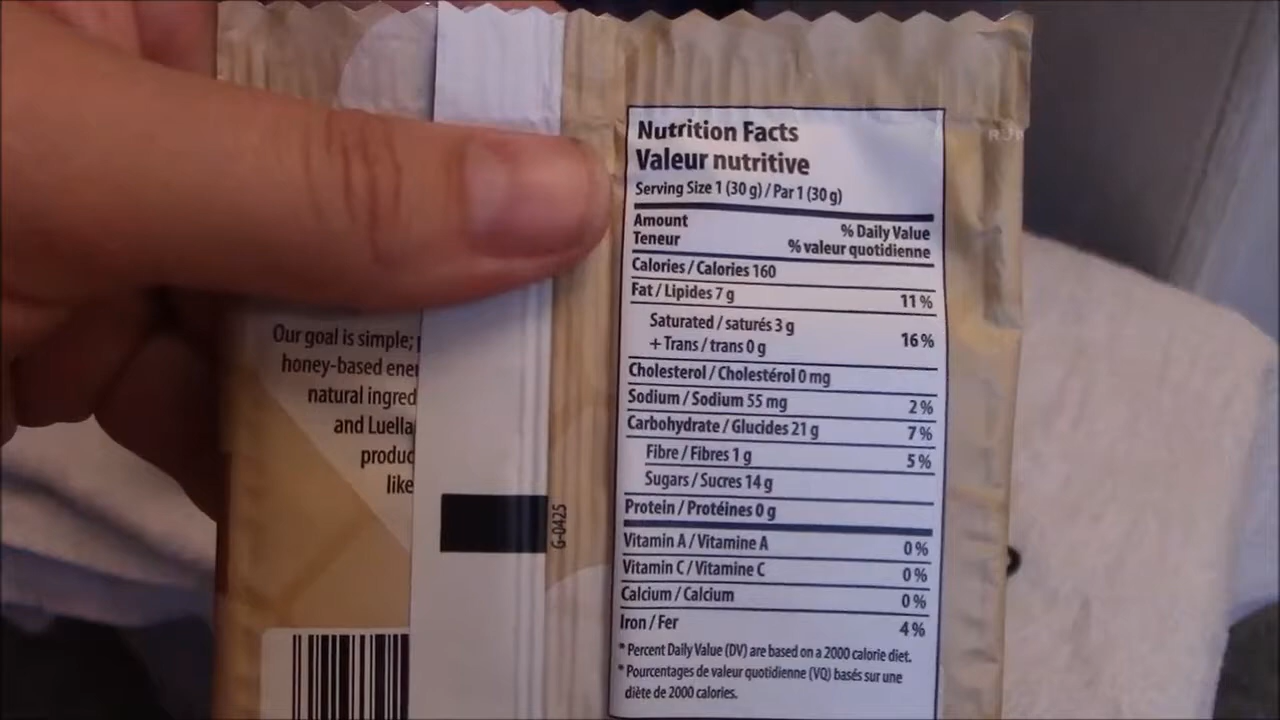 Our goal is simple;
honey-based
natural
and Luella
like
G-0425
Nutrition Facts
Valeur nutritive
Serving Size 1 (30 g) / Par 1 (30 g)
Amount
Teneur
% Daily Value
% valeur quotidienne
Calories / Calories 160
Fat / Lipides 7 g 11 %
Saturated / saturés 3 g
+ Trans / trans 0 g 16 %
Cholesterol / Cholestérol 0 mg
Sodium / Sodium 55 mg 2 %
Carbohydrate / Glucides 21 g 7 %
Fibre / Fibres 1 g 5 %
Sugars / Sucres 14 g
Protein / Protéines 0 g
Vitamin A / Vitamine A 0 %
Vitamin C / Vitamine C 0 %
Calcium / Calcium 0 %
Iron / Fer 4 %
* Percent Daily Value (DV) are based on a 2000 calorie diet.
* Pourcentages de valeur quotidienne (VQ) basés sur une
diète de 2000 calories.